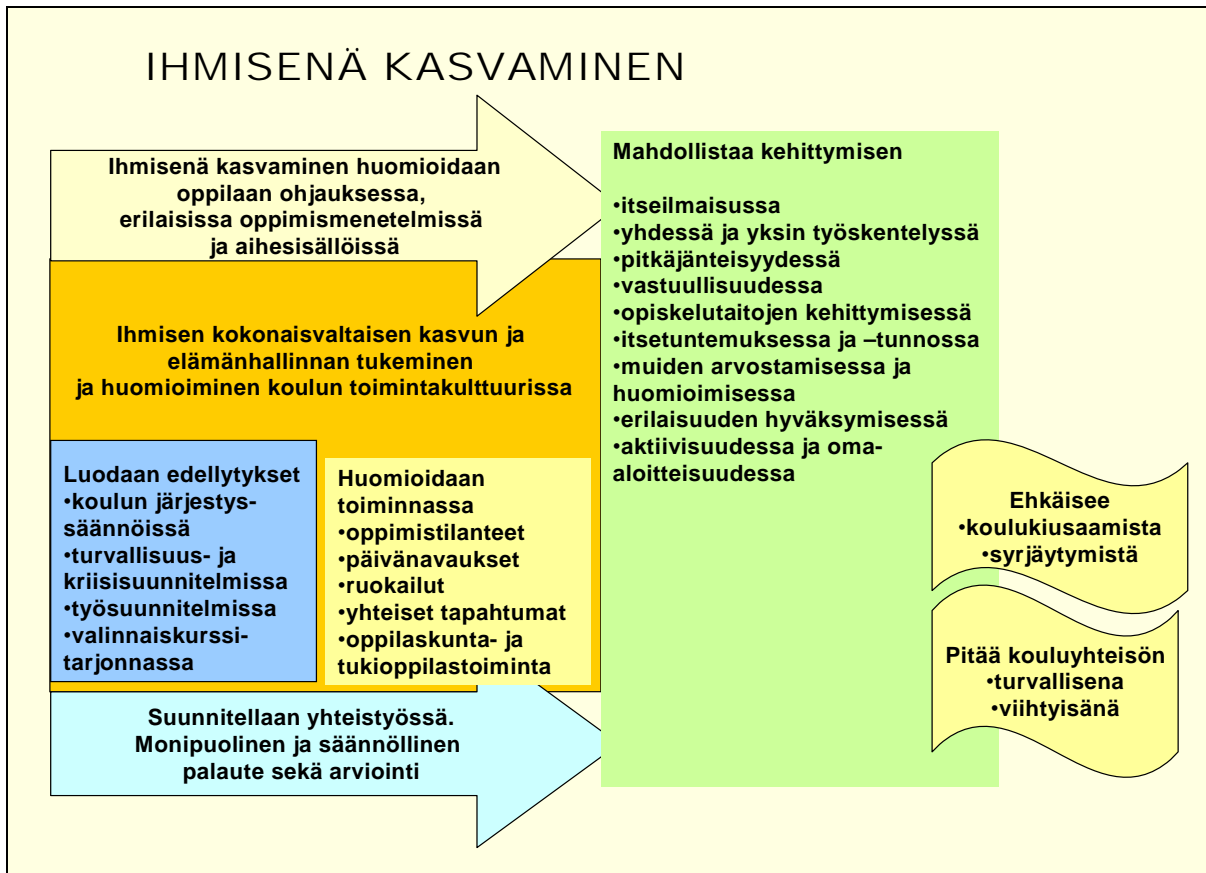 IHMISENÄ KASVAMINEN
Ihmisenä kasvaminen huomioidaan
oppilaan ohjauksessa,
erilaisissa oppimismenetelmissä
ja aihesisällöissä
Ihmisen kokonaisvaltaisen kasvun ja
elämänhallinnan tukeminen
ja huomioiminen koulun toimintakulttuurissa
Luodaan edellytykset
•koulun järjestys-
säännöissä
•turvallisuus- ja
kriisisuunnitelmissa
•työsuunnitelmissa
•valinnaiskurssi-
tarjonnassa
Huomioidaan
toiminnassa
•oppimistilanteet
•päivänavaukset
•ruokailut
•yhteiset tapahtumat
•oppilaskunta- ja
tukioppilastoiminta
Suunnitellaan yhteistyössä.
Monipuolinen ja säännöllinen
palaute sekä arviointi
Mahdollistaa kehittymisen
•itseilmaisussa
•yhdessä ja yksin työskentelyssä
•pitkäjänteisyydessä
•vastuullisuudessa
•opiskelutaitojen kehittymisessä
•itsetuntemuksessa ja –tunnossa
•muiden arvostamisessa ja
huomioimisessa
•erilaisuuden hyväksymisessä
•aktiivisuudessa ja oma-
aloitteisuudessa
Ehkäisee
•koulukiusaamista
•syrjäytymistä
Pitää kouluyhteisön
•turvallisena
•viihtyisänä